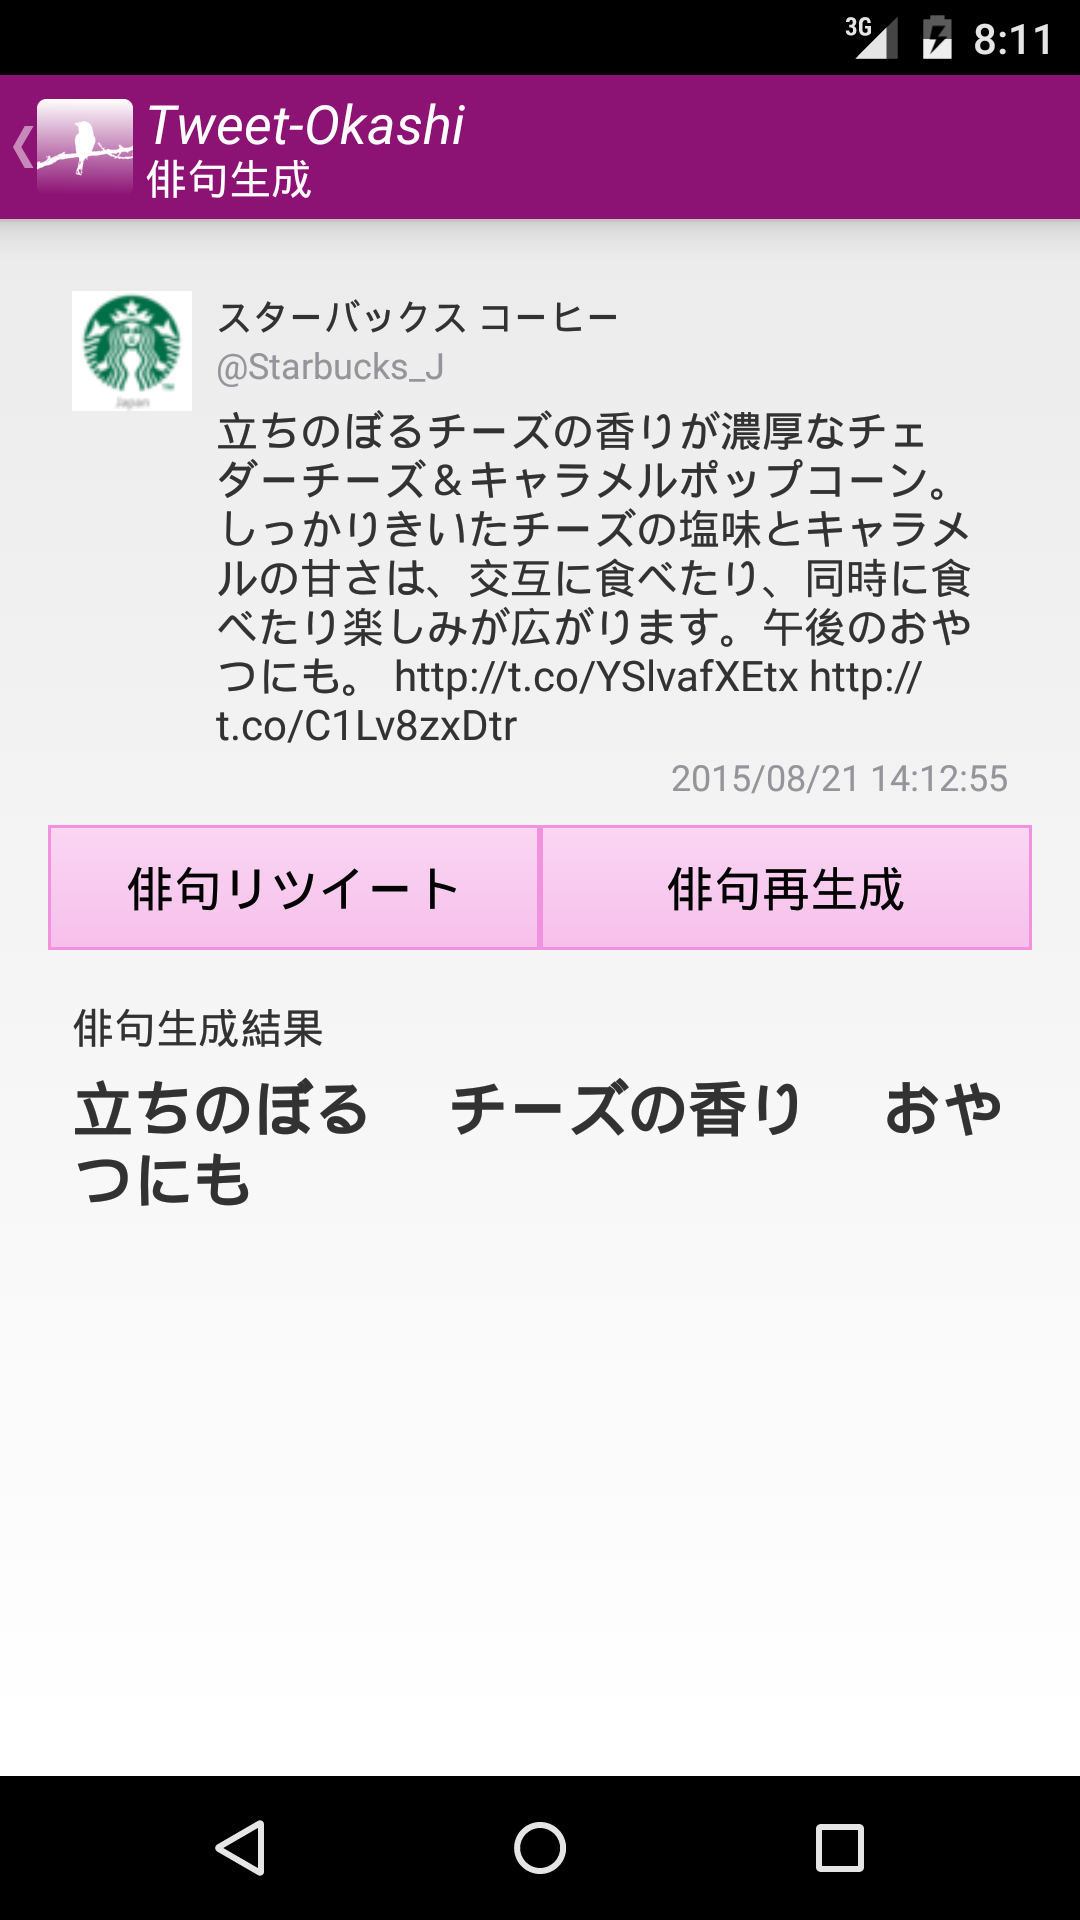 3G 8:11
Tweet-Okashi
俳句生成
スターバックス コーヒー
@Starbucks_J
Japan
立ちのぼるチーズの香りが濃厚なチェ
ダーチーズ＆キャラメルポップコーン。
しっかりきいたチーズの塩味とキャラメ
ルの甘さは、交互に食べたり、同時に食
べたり楽しみが広がります。午後のおや
つにも。 http://t.co/YSlvafXEtx http://
t.co/C1Lv8zxDtr
2015/08/21 14:12:55
俳句リツイート 俳句再生成
俳句生成結果
立ちのぼる　チーズの香り　おや
つにも